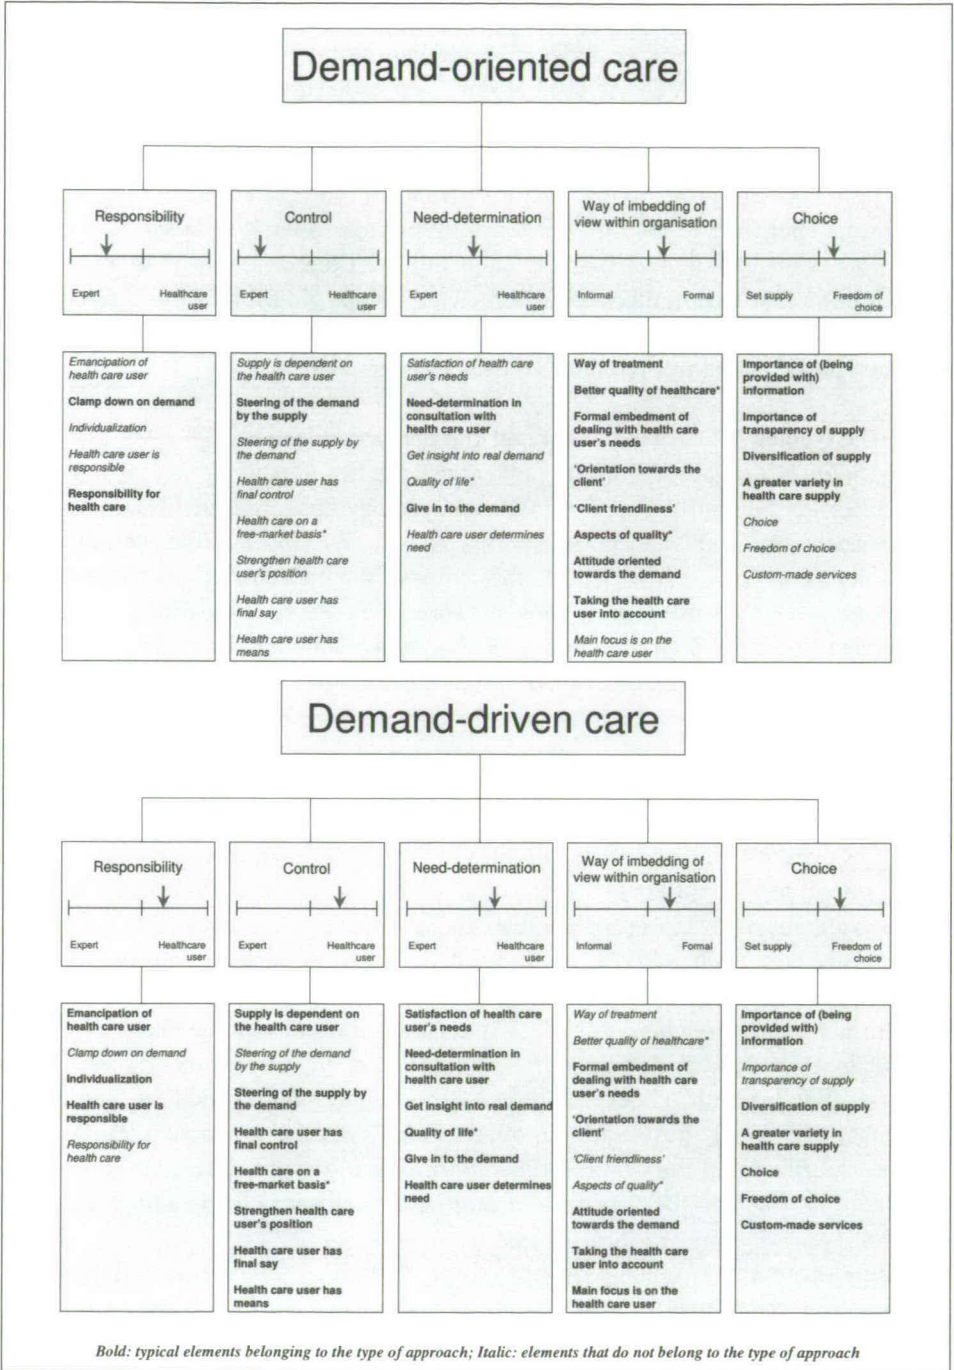 Demand-oriented care
Responsibility
Expert
Healthcare
user
Control
Expert
Healthcare
user
Need-determination
Expert
Healthcare
user
Way of imbedding of
view within organisation
Informal
Formal
Choice
Set supply
Freedom of
choice
Emancipation of
health care user
Clamp down on demand
Individualization
Health care user is
responsible
Responsibility for
health care
Supply is dependent on
the health care user
Steering of the demand
by the supply
Steering of the supply by
the demand
Health care user has
final control
Health care on a
free-market basis*
Strengthen health care
user's position
Health care user has
final say
Health care user has
means
Satisfaction of health care
user's needs
Need-determination in
consultation with
health care user
Get insight into real demand
Quality of life*
Give in to the demand
Health care user determines
need
Way of treatment
Better quality of healthcare*
Formal embedment of
dealing with health care
user's needs
'Orientation towards the
client'
'Client friendliness'
Aspects of quality*
Attitude oriented
towards the demand
Taking the health care
user into account
Main focus is on the
health care user
Importance of (being
provided with)
information
Importance of
transparency of supply
Diversification of supply
A greater variety in
health care supply
Choice
Freedom of choice
Custom-made services
Demand-driven care
Responsibility
Expert
Healthcare
user
Control
Expert
Healthcare
user
Need-determination
Expert
Healthcare
user
Way of imbedding of
view within organisation
Informal
Formal
Choice
Set supply
Freedom of
choice
Emancipation of
health care user
Clamp down on demand
Individualization
Health care user is
responsible
Responsibility for
health care
Supply is dependent on
the health care user
Steering of the demand
by the supply
Steering of the supply by
the demand
Health care user has
final control
Health care on a
free-market basis*
Strengthen health care
user's position
Health care user has
final say
Health care user has
means
Satisfaction of health care
user's needs
Need-determination in
consultation with
health care user
Get insight into real demand
Quality of life*
Give in to the demand
Health care user determines
need
Way of treatment
Better quality of healthcare*
Formal embedment of
dealing with health care
user's needs
'Orientation towards the
client'
'Client friendliness'
Aspects of quality*
Attitude oriented
towards the demand
Taking the health care
user into account
Main focus is on the
health care user
Importance of (being
provided with)
information
Importance of
transparency of supply
Diversification of supply
A greater variety in
health care supply
Choice
Freedom of choice
Custom-made services
Bold: typical elements belonging to the type of approach; Italic: elements that do not belong to the type of approach